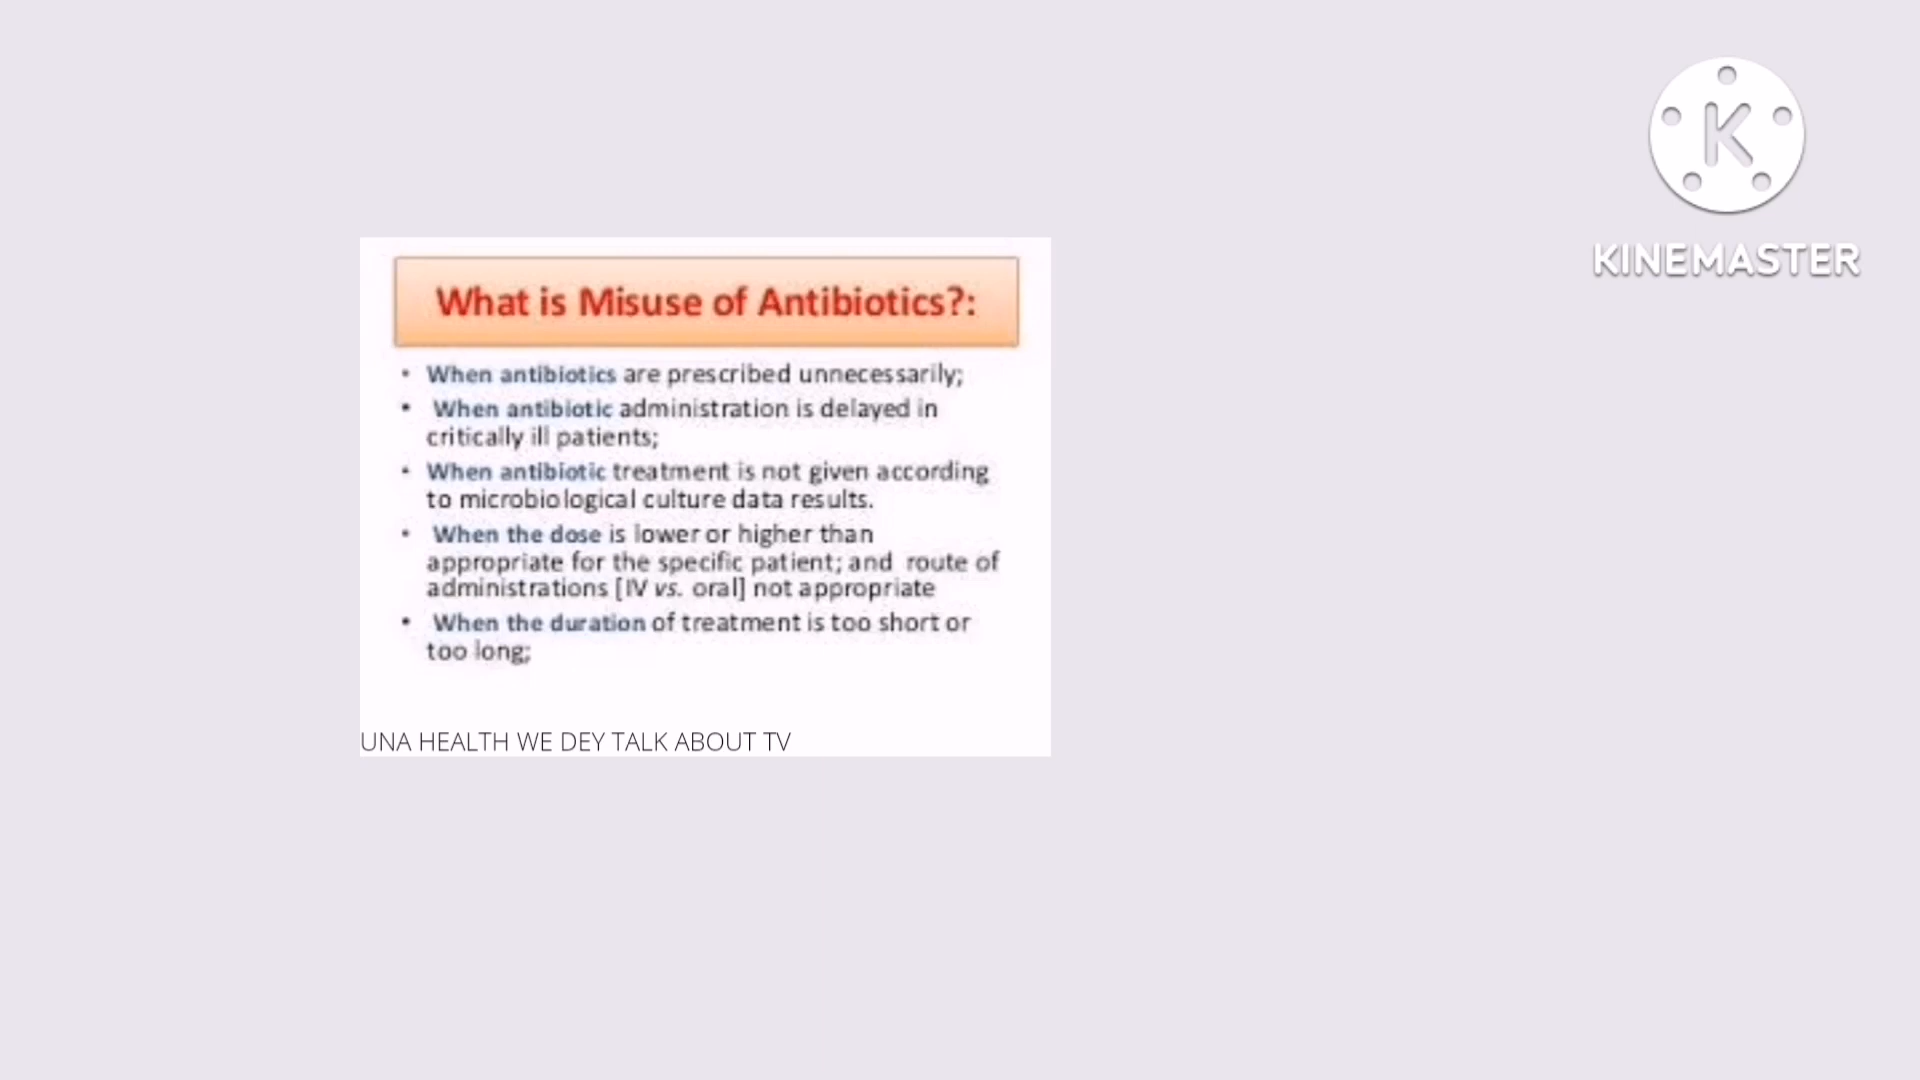 What is Misuse of Antibiotics?:
• When antibiotics are prescribed unnecessarily;
• When antibiotic administration is delayed in
critically ill patients;
• When antibiotic treatment is not given according
to microbiological culture data results.
• When the dose is lower or higher than
appropriate for the specific patient; and route of
administrations [IV vs. oral] not appropriate
• When the duration of treatment is too short or
too long;
UNA HEALTH WE DEY TALK ABOUT TV
K
KINEMASTER